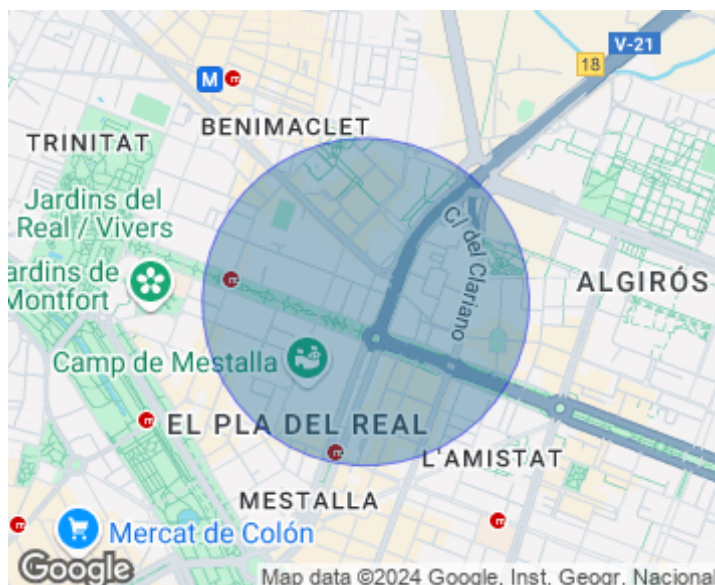 V-21
18
M
BENIMACLET
TRINITAT
Jardins del
Real / Vivers
ardins de
Montfort
C/ del Clariano
ALGIRÓS
Camp de Mestalla
EL PLA DEL REAL
L'AMISTAT
MESTALLA
Mercat de Colón
Google
Map data ©2024 Google, Inst. Geogr. Nacional